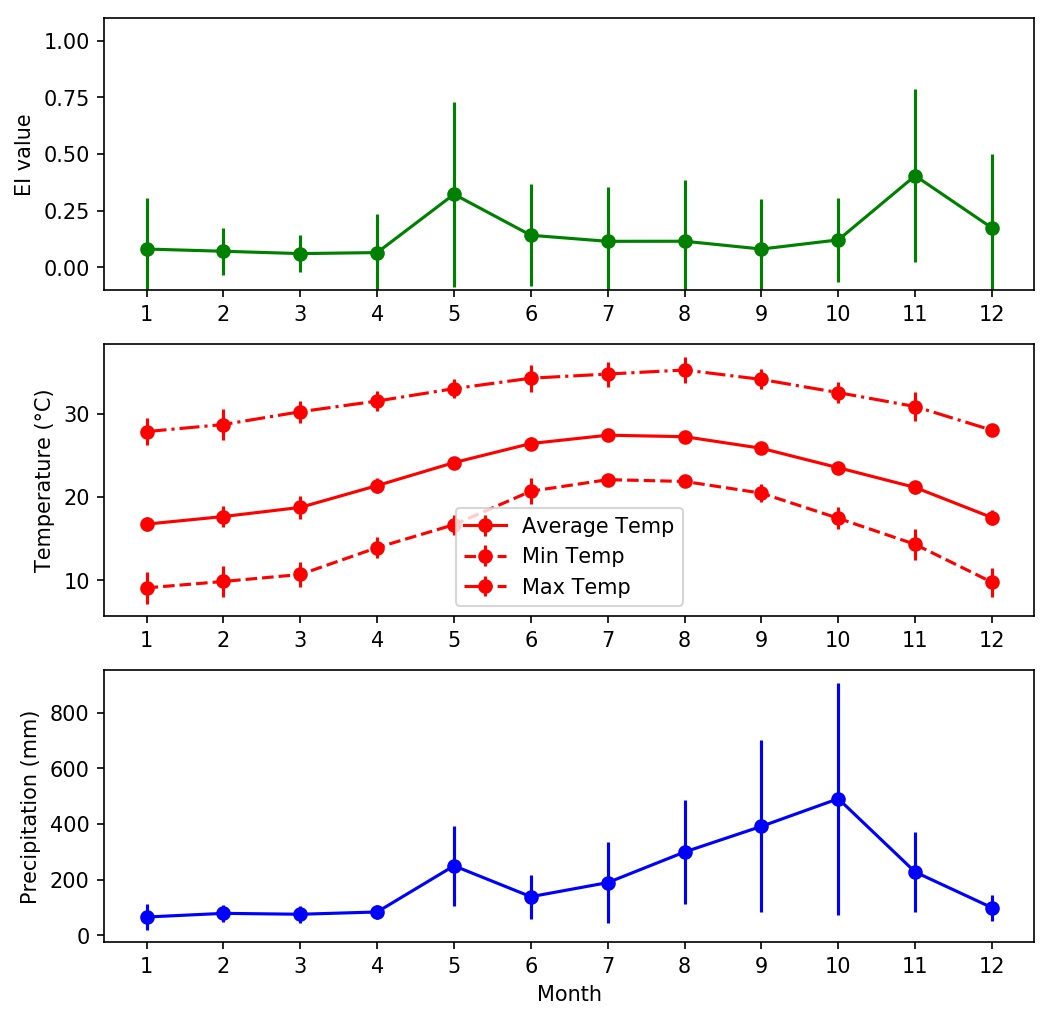 EI value
1.00
0.75
0.50
0.25
0.00
1 2 3 4 5 6 7 8 9 10 11 12
Temperature (°C)
30
20
10
Average Temp
Min Temp
Max Temp
1 2 3 4 5 6 7 8 9 10 11 12
Precipitation (mm)
800
600
400
200
0
1 2 3 4 5 6 7 8 9 10 11 12
Month